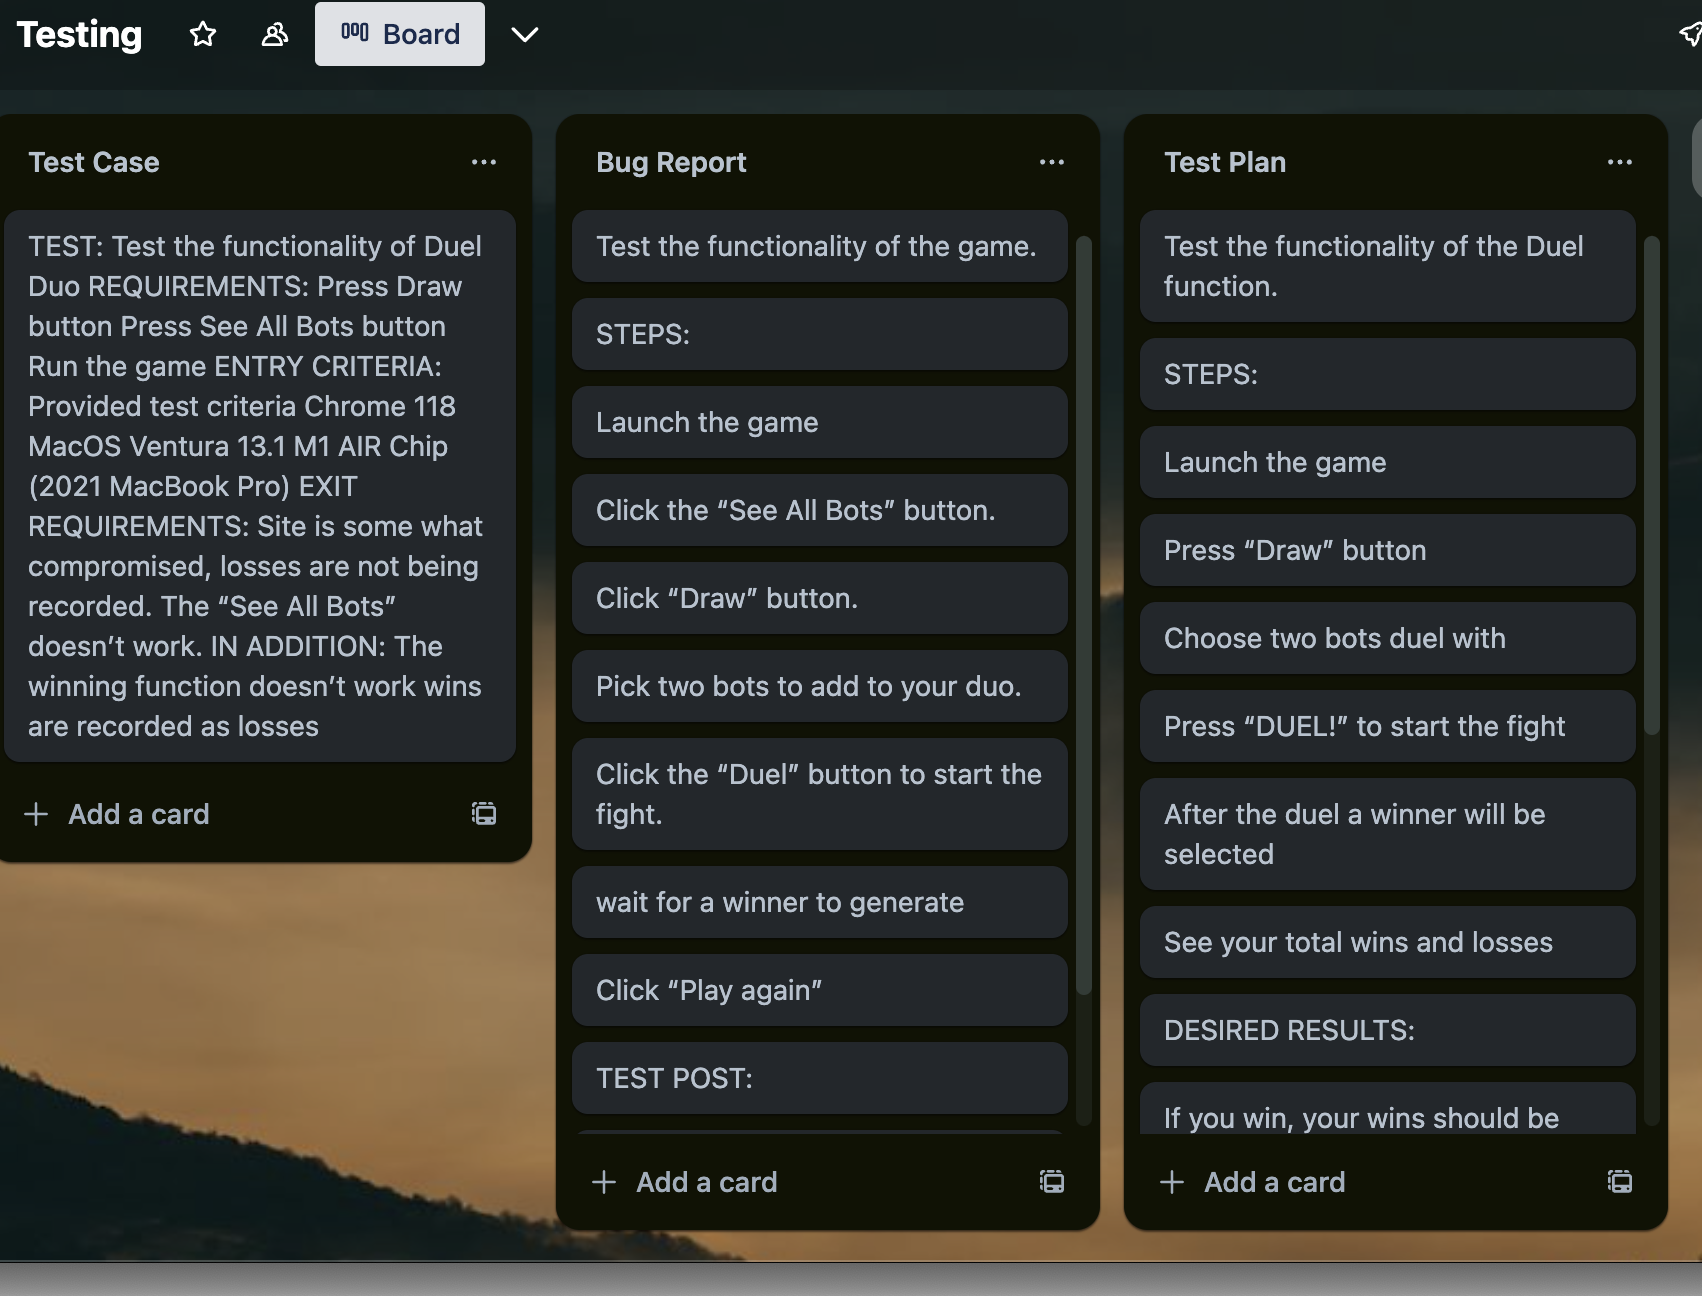 Testing
Board
Test Case
TEST: Test the functionality of Duel
Duo REQUIREMENTS: Press Draw
button Press See All Bots button
Run the game ENTRY CRITERIA:
Provided test criteria Chrome 118
MacOS Ventura 13.1 M1 AIR Chip
(2021 MacBook Pro) EXIT
REQUIREMENTS: Site is some what
compromised, losses are not being
recorded. The “See All Bots”
doesn’t work. IN ADDITION: The
winning function doesn’t work wins
are recorded as losses
Add a card
Bug Report
Test the functionality of the game.
STEPS:
Launch the game
Click the “See All Bots” button.
Click “Draw” button.
Pick two bots to add to your duo.
Click the “Duel” button to start the
fight.
wait for a winner to generate
Click “Play again”
TEST POST:
Add a card
Test Plan
Test the functionality of the Duel
function.
STEPS:
Launch the game
Press “Draw” button
Choose two bots duel with
Press “DUEL!” to start the fight
After the duel a winner will be
selected
See your total wins and losses
DESIRED RESULTS:
If you win, your wins should be
Add a card